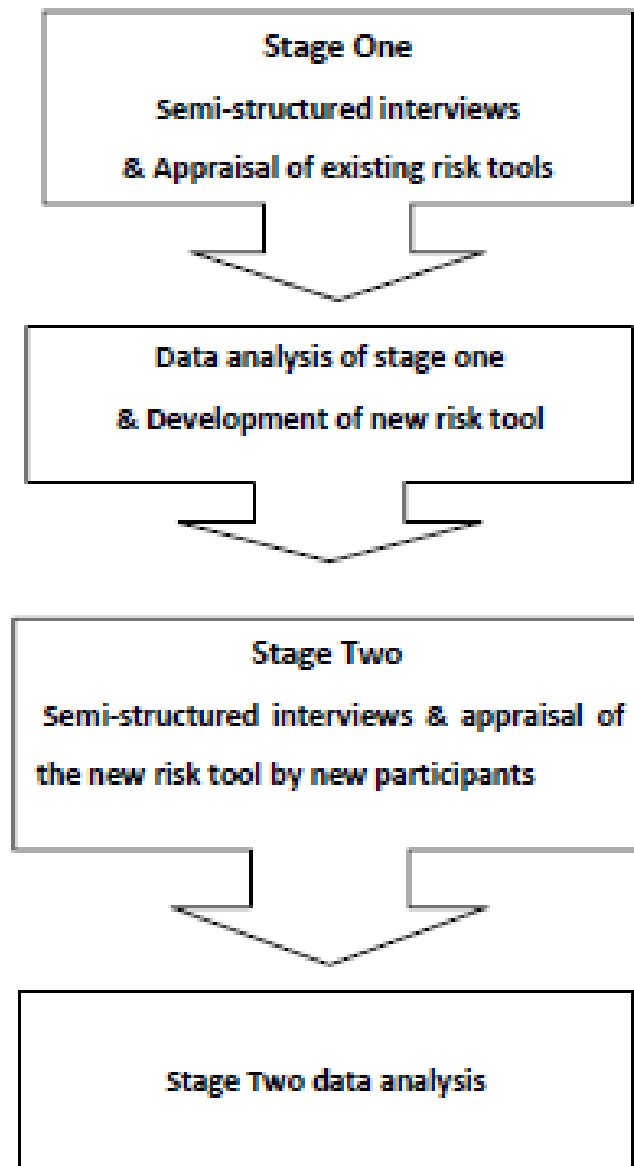 Stage One
Semi-structured interviews
& Appraisal of existing risk tools
Data analysis of stage one
& Development of new risk tool
Stage Two
Semi-structured interviews & appraisal of
the new risk tool by new participants
Stage Two data analysis